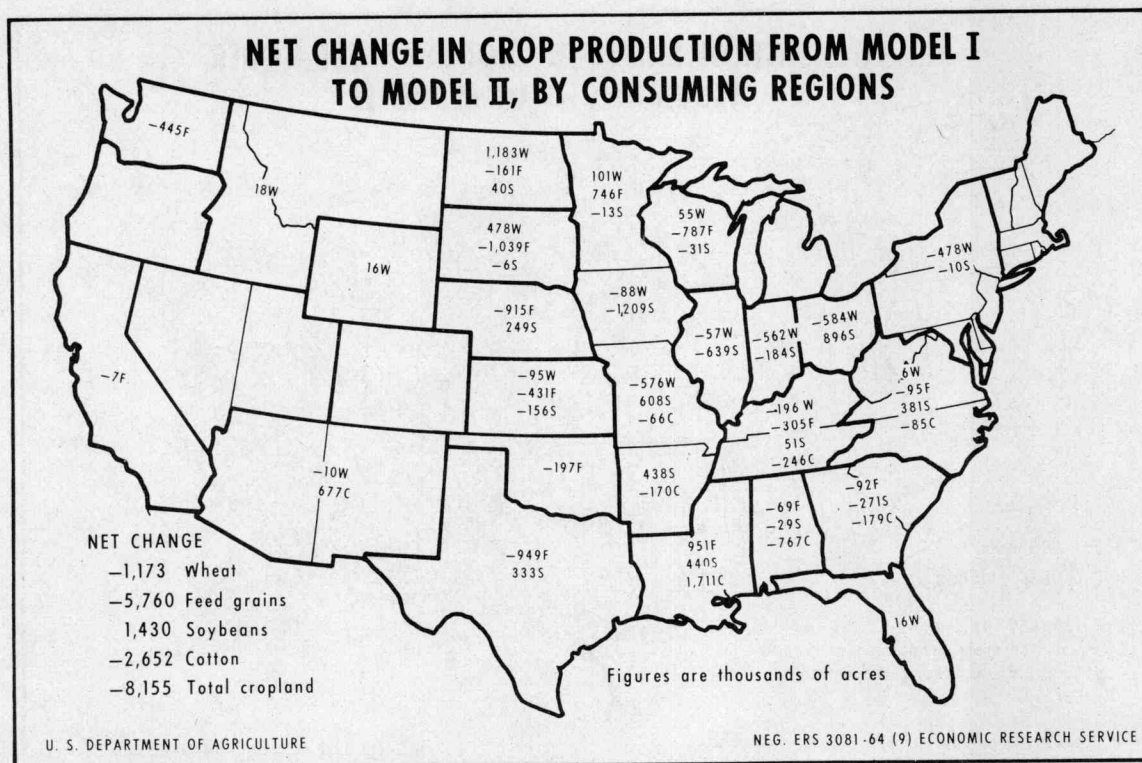 NET CHANGE IN CROP PRODUCTION FROM MODEL I
TO MODEL II, BY CONSUMING REGIONS
−445F
18W
16W
−7F
−10W
677C
1,183W
−161F
40S
478W
−1,039F
−6S
−915F
249S
−95W
−431F
−156S
−197F
−949F
333S
101W
746F
−13S
−88W
−1,209S
−576W
608S
−66C
438S
−170C
951F
440S
1,711C
55W
−787F
−31S
−57W
−639S
−562W
−184S
−584W
896S
−196 W
−305F
51S
−246C
−69F
−29S
−767C
−478W
−10S
6W
−95F
381S
−85C
−92F
−271S
−179C
16W
NET CHANGE
−1,173 Wheat
−5,760 Feed grains
1,430 Soybeans
−2,652 Cotton
−8,155 Total cropland
Figures are thousands of acres
U. S. DEPARTMENT OF AGRICULTURE
NEG. ERS 3081-64 (9) ECONOMIC RESEARCH SERVICE